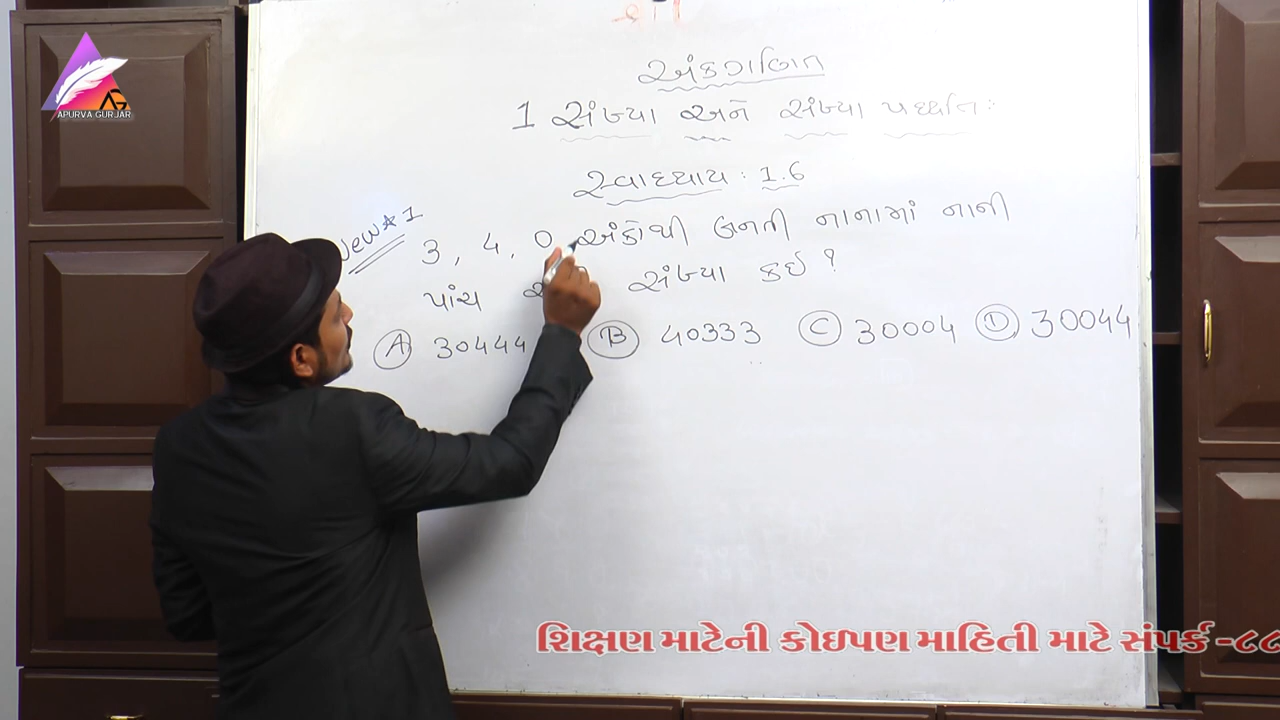 APURVA GURJAR
અંકગણિત
1 સંખ્યા અને સંખ્યા પદ્ધતિ:
સ્વાધ્યાય : 1.6
New ☆ 1
3, 4, 0 અંકોથી બનતી નાનામાં નાની
પાંચ સંખ્યા કઈ ?
(A) 30444 (B) 40333 (C) 30004 (D) 30044
શિક્ષણ માટેની કોઇપણ માહિતી માટે સંપર્ક -૮૮